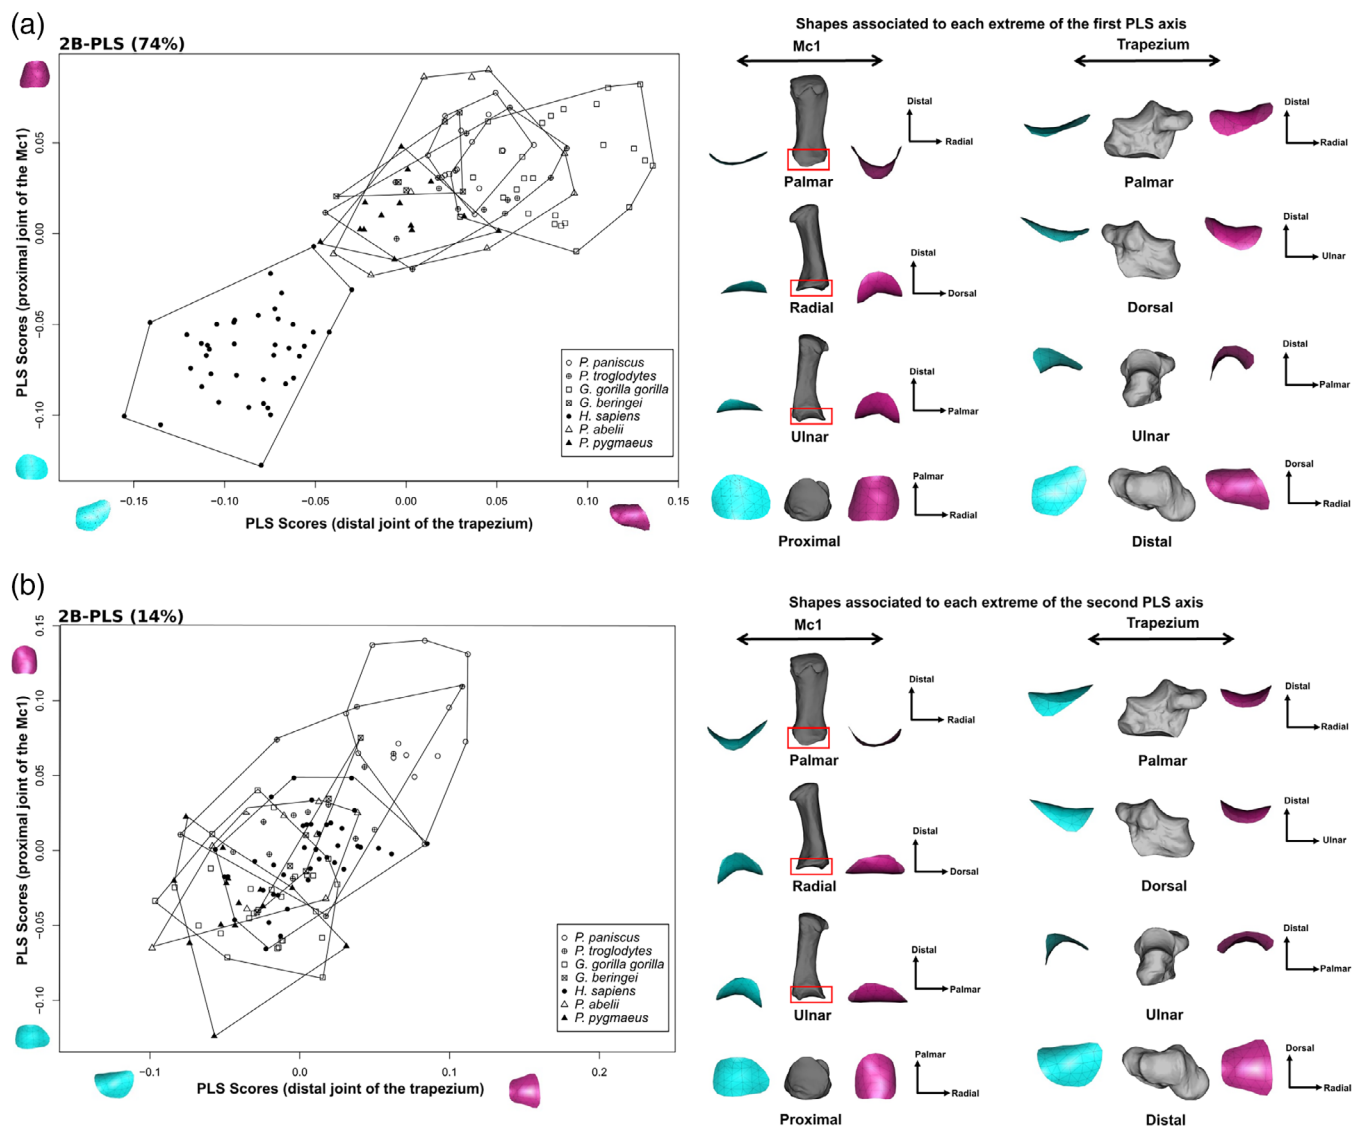 (a)
2B-PLS (74%)
PLS Scores (proximal joint of the Mc1)
0.05
0.00
−0.05
−0.10
−0.15
−0.10
−0.05
0.00
0.05
0.10
0.15
PLS Scores (distal joint of the trapezium)
P. paniscus
P. troglodytes
G. gorilla gorilla
G. beringei
H. sapiens
P. abelii
P. pygmaeus
Shapes associated to each extreme of the first PLS axis
Mc1
Trapezium
Distal
Radial
Palmar
Distal
Radial
Palmar
Distal
Dorsal
Radial
Distal
Ulnar
Dorsal
Distal
Palmar
Ulnar
Distal
Palmar
Ulnar
Palmar
Radial
Proximal
Dorsal
Radial
Distal
(b)
2B-PLS (14%)
PLS Scores (proximal joint of the Mc1)
0.15
0.10
0.05
0.00
−0.05
−0.10
−0.1
0.0
0.1
0.2
PLS Scores (distal joint of the trapezium)
P. paniscus
P. troglodytes
G. gorilla gorilla
G. beringei
H. sapiens
P. abelii
P. pygmaeus
Shapes associated to each extreme of the second PLS axis
Mc1
Trapezium
Distal
Radial
Palmar
Distal
Radial
Palmar
Distal
Dorsal
Radial
Distal
Ulnar
Dorsal
Distal
Palmar
Ulnar
Distal
Palmar
Ulnar
Palmar
Radial
Proximal
Dorsal
Radial
Distal